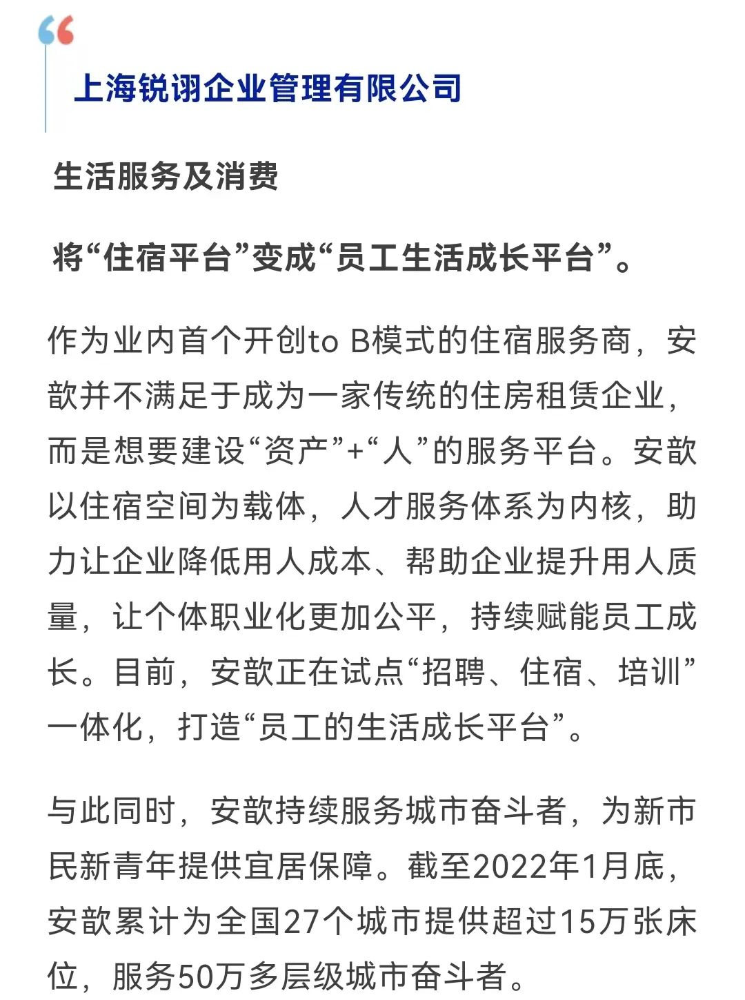 上海锐诩企业管理有限公司
生活服务及消费
将“住宿平台”变成“员工生活成长平台”。
作为业内首个开创to B模式的住宿服务商，安
歆并不满足于成为一家传统的住房租赁企业，
而是想要建设“资产”+“人”的服务平台。安歆
以住宿空间为载体，人才服务体系为内核，助
力让企业降低用人成本、帮助企业提升用人质
量，让个体职业化更加公平，持续赋能员工成
长。目前，安歆正在试点“招聘、住宿、培训”
一体化，打造“员工的生活成长平台”。
与此同时，安歆持续服务城市奋斗者，为新市
民新青年提供宜居保障。截至2022年1月底，
安歆累计为全国27个城市提供超过15万张床
位，服务50万多层级城市奋斗者。